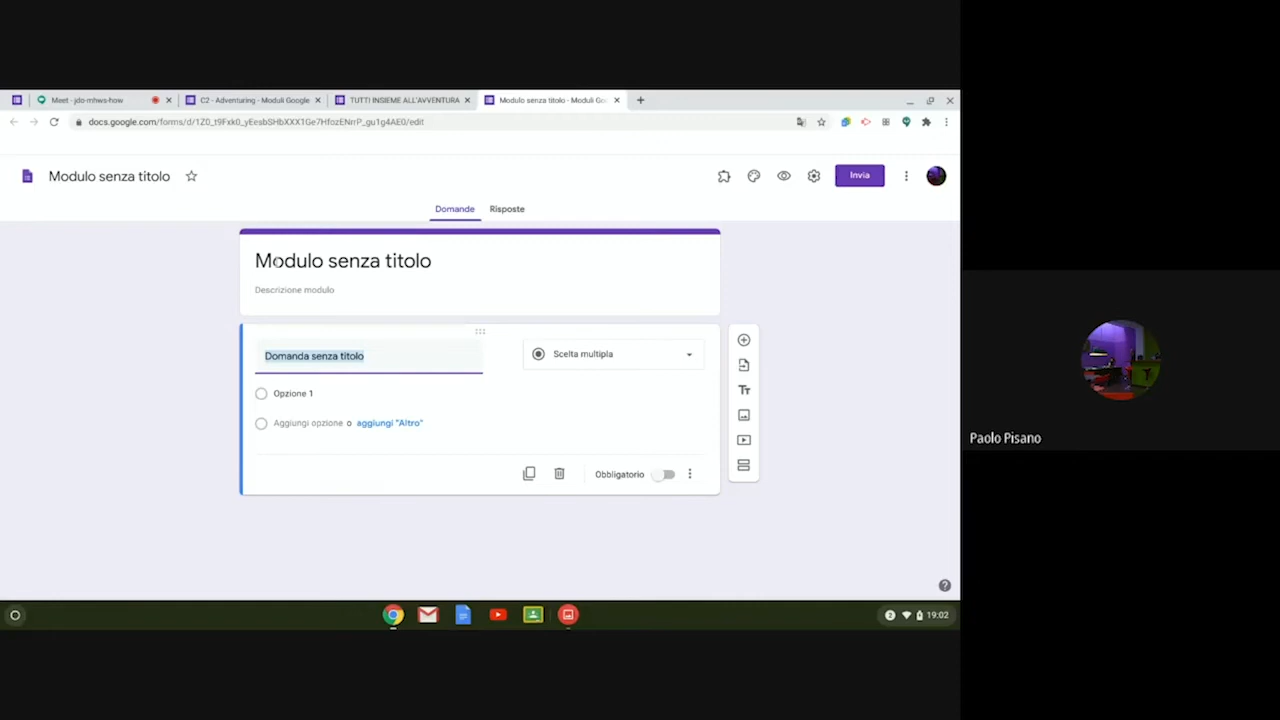 Meet - jdo-mhws-how
C2 - Adventuring - Moduli Google
TUTTI INSIEME ALL'AVVENTURA
Modulo senza titolo - Moduli Goo
Modulo senza titolo
Invia
Domande Risposte
Modulo senza titolo
Descrizione modulo
Domanda senza titolo
Scelta multipla
Opzione 1
Aggiungi opzione o aggiungi "Altro"
Obbligatorio
Paolo Pisano
19:02